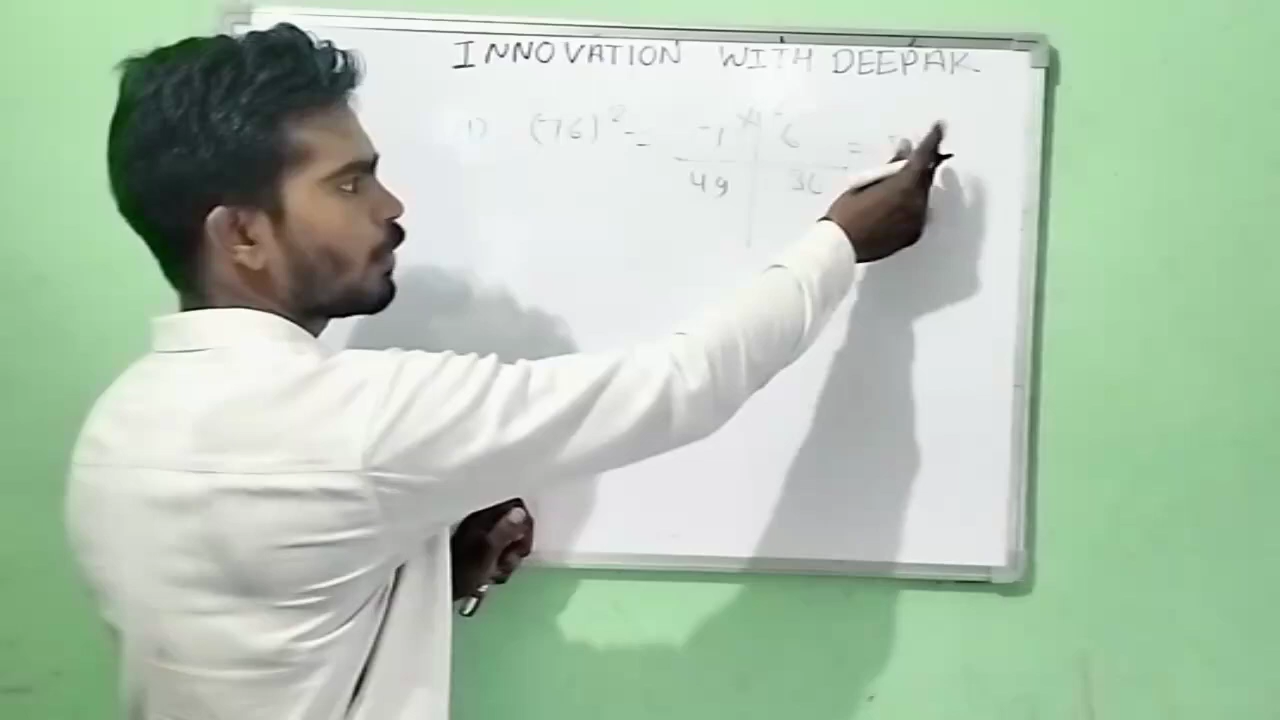 INNOVATION WITH DEEPAK
1) (76)² = 7 6 =
49 36